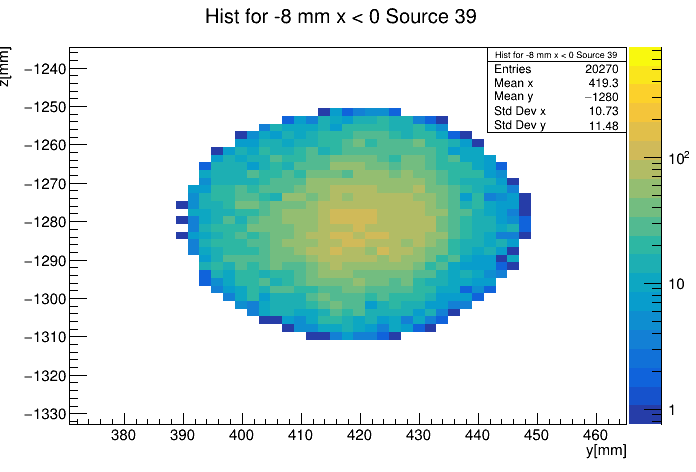 Hist for -8 mm x < 0 Source 39
z[mm]
Hist for -8 mm x < 0 Source 39
Entries 20270
Mean x 419.3
Mean y −1280
Std Dev x 10.73
Std Dev y 11.48
−1240
−1250
−1260
−1270
−1280
−1290
−1300
−1310
−1320
−1330
380 390 400 410 420 430 440 450 460
y[mm]
10²
10
1